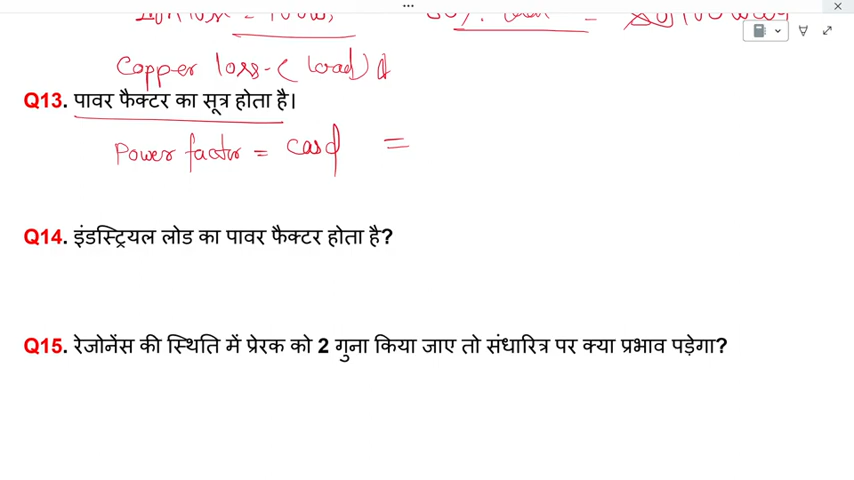 Copper loss - (load)
Q13. पावर फैक्टर का सूत्र होता है।
Power factor = cosϕ =
Q14. इंडस्ट्रियल लोड का पावर फैक्टर होता है?
Q15. रेजोनेंस की स्थिति में प्रेरक को 2 गुना किया जाए तो संधारित्र पर क्या प्रभाव पड़ेगा?